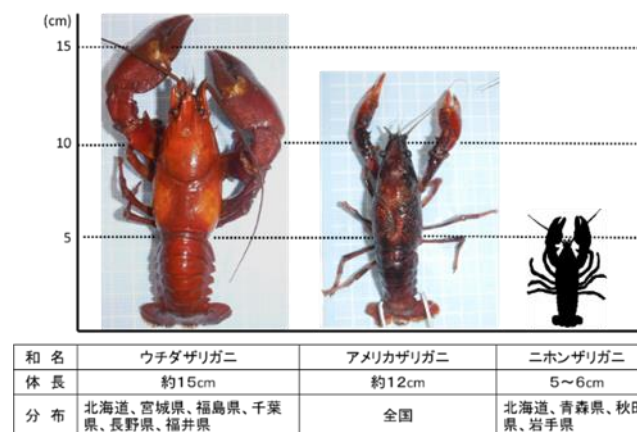 (cm)
15
10
5
和 名 ウチダザリガニ アメリカザリガニ ニホンザリガニ
体 長 約15cm 約12cm 5～6cm
分 布 北海道、宮城県、福島県、千葉県、長野県、福井県 全国 北海道、青森県、秋田県、岩手県